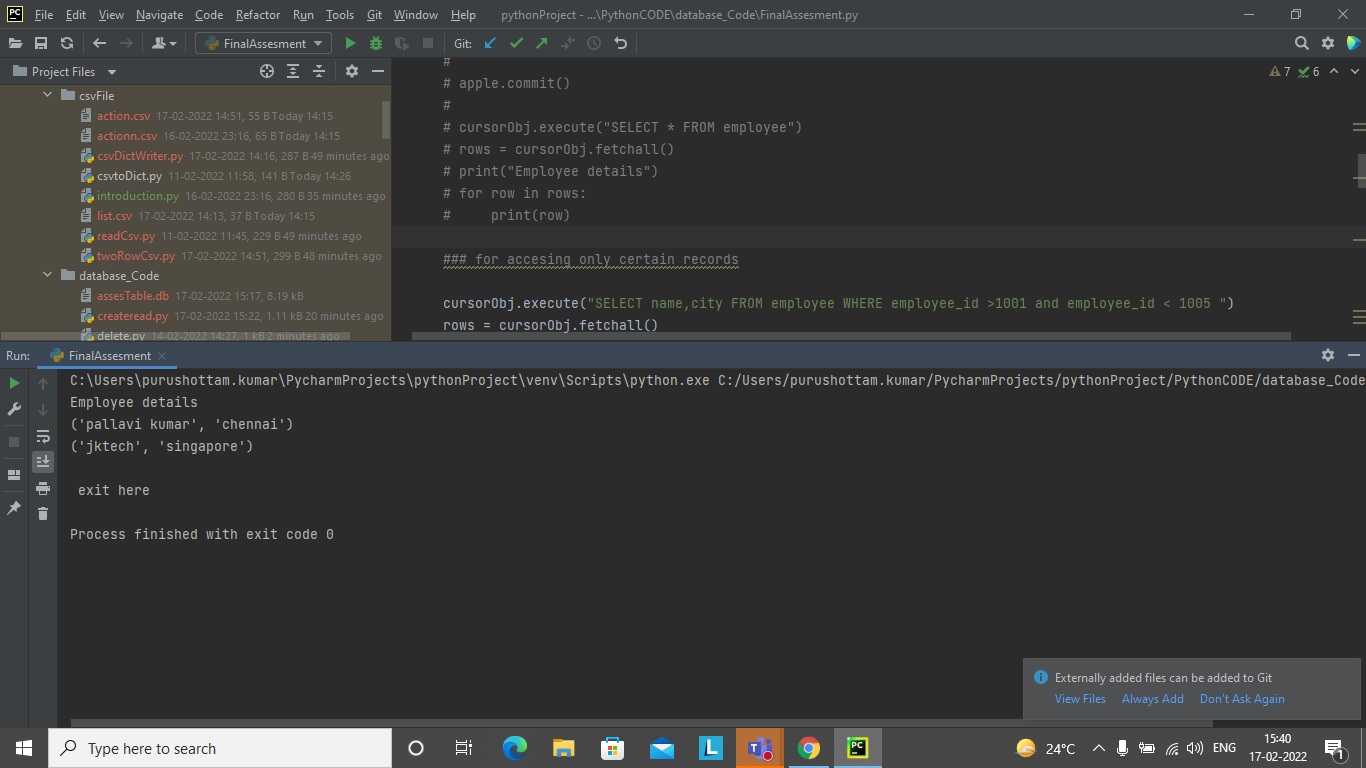 PC File Edit View Navigate Code Refactor Run Tools Git Window Help pythonProject - ...\PythonCODE\database_Code\FinalAssesment.py
FinalAssesment Git:
Project Files
csvFile
action.csv 17-02-2022 14:51, 55 B Today 14:15
actionn.csv 16-02-2022 23:16, 65 B Today 14:15
csvDictWriter.py 17-02-2022 14:16, 287 B 49 minutes ago
csvtoDict.py 11-02-2022 11:58, 141 B Today 14:26
introduction.py 16-02-2022 23:16, 280 B 35 minutes ago
list.csv 17-02-2022 14:13, 37 B Today 14:15
readCsv.py 11-02-2022 11:45, 229 B 49 minutes ago
twoRowCsv.py 17-02-2022 14:51, 299 B 48 minutes ago
database_Code
assesTable.db 17-02-2022 15:17, 8.19 kB
createread.py 17-02-2022 15:22, 1.11 kB 20 minutes ago
delete.py 14-02-2022 14:27, 1 kB 2 minutes ago
7 6
#
# apple.commit()
#
# cursorObj.execute("SELECT * FROM employee")
# rows = cursorObj.fetchall()
# print("Employee details")
# for row in rows:
#     print(row)
### for accesing only certain records
cursorObj.execute("SELECT name,city FROM employee WHERE employee_id >1001 and employee_id < 1005 ")
rows = cursorObj.fetchall()
Run: FinalAssesment
C:\Users\purushottam.kumar\PycharmProjects\pythonProject\venv\Scripts\python.exe C:/Users/purushottam.kumar/PycharmProjects/pythonProject/PythonCODE/database_Code
Employee details
('pallavi kumar', 'chennai')
('jktech', 'singapore')
exit here
Process finished with exit code 0
Externally added files can be added to Git
View Files Always Add Don't Ask Again
Type here to search
L
PC
24°C
ENG
15:40
17-02-2022
1